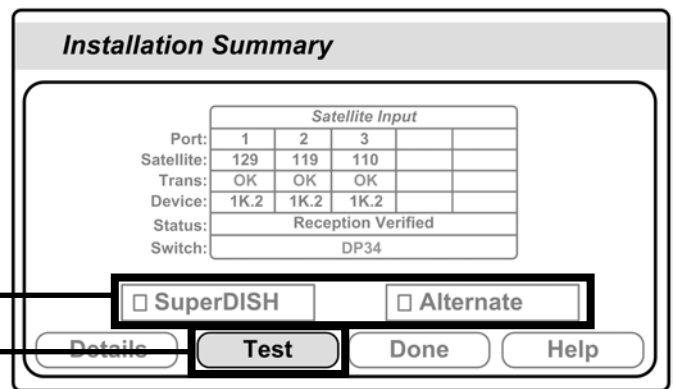 Installation Summary
Satellite Input
Port: 1 2 3
Satellite: 129 119 110
Trans: OK OK OK
Device: 1K.2 1K.2 1K.2
Status: Reception Verified
Switch: DP34
SuperDISH Alternate
Details Test Done Help